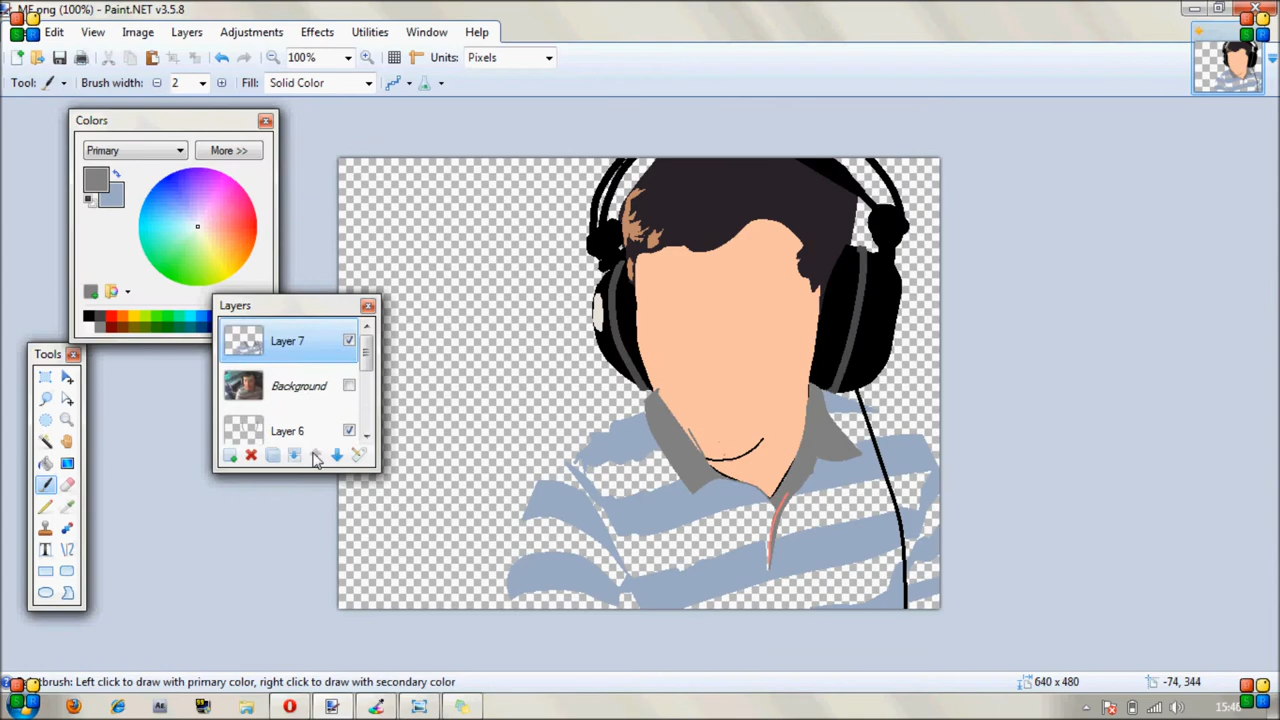 ME.png (100%) - Paint.NET v3.5.8
Edit View Image Layers Adjustments Effects Utilities Window Help
100% Units: Pixels
Tool: Brush width: 2 Fill: Solid Color
Colors
Primary More >>
Layers
Layer 7
Background
Layer 6
Tools
Paintbrush: Left click to draw with primary color, right click to draw with secondary color
640 x 480 -74, 344